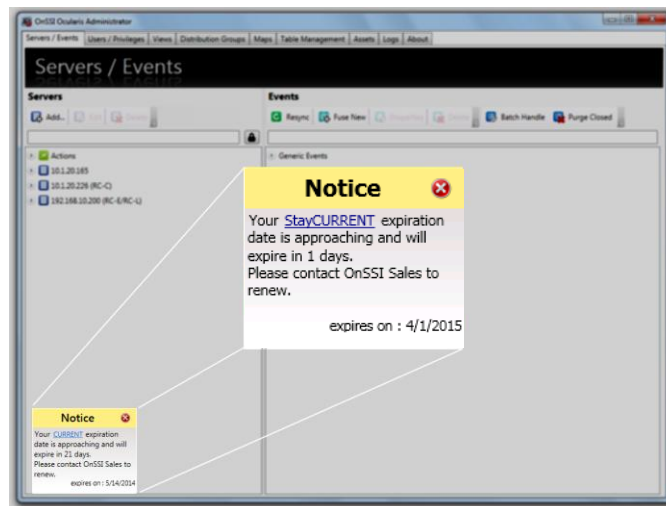 OnSSI Ocularis Administrator
Servers / Events Users / Privileges Views Distribution Groups Maps Table Management Assets Logs About
Servers / Events
Servers
Events
Add... Edit Delete
Resync Fuse New Delete Batch Handle Purge Closed
Actions
10.1.20.165
10.1.20.226 (RC-C)
192.168.10.200 (RC-E/RC-L)
Generic Events
Notice
Your StayCURRENT expiration
date is approaching and will
expire in 1 days.
Please contact OnSSI Sales to
renew.
expires on : 4/1/2015
Notice
Your CURRENT expiration
date is approaching and will
expire in 21 days.
Please contact OnSSI Sales to
renew.
expires on : 5/14/2014